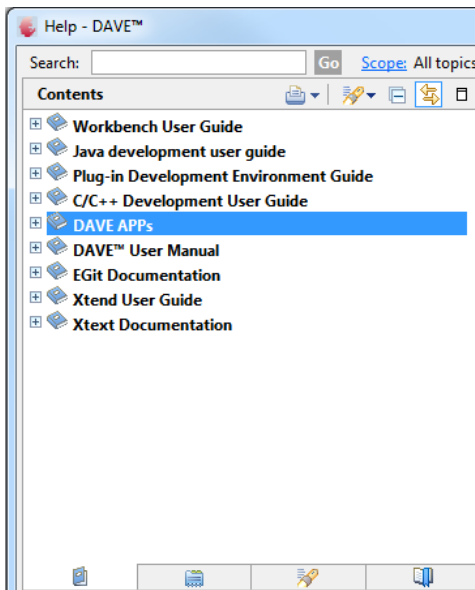 Help - DAVE™
Search: Go Scope: All topics
Contents
Workbench User Guide
Java development user guide
Plug-in Development Environment Guide
C/C++ Development User Guide
DAVE APPs
DAVE™ User Manual
EGit Documentation
Xtend User Guide
Xtext Documentation